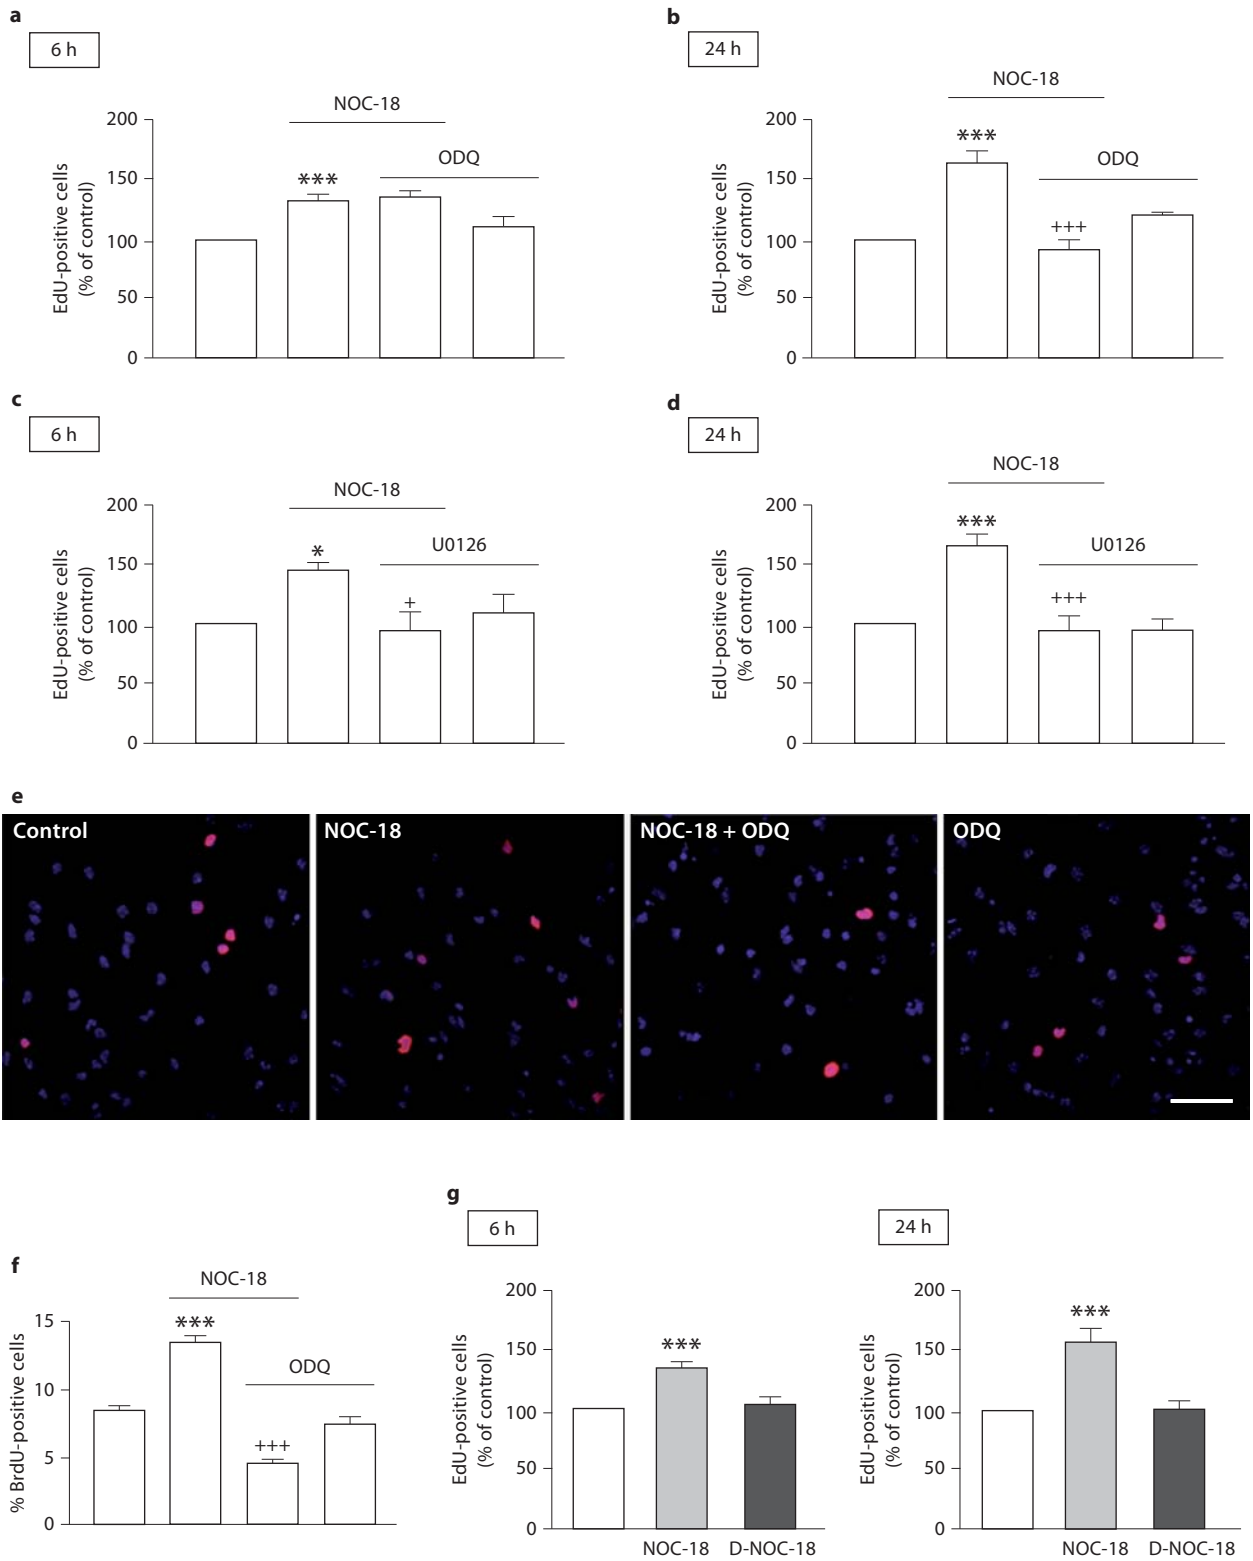 a
6 h
NOC-18
ODQ
***
200
150
100
50
0
EdU-positive cells
(% of control)
b
24 h
NOC-18
ODQ
***
+++
200
150
100
50
0
EdU-positive cells
(% of control)
c
6 h
NOC-18
U0126
*
+
200
150
100
50
0
EdU-positive cells
(% of control)
d
24 h
NOC-18
U0126
***
+++
200
150
100
50
0
EdU-positive cells
(% of control)
e
Control
NOC-18
NOC-18 + ODQ
ODQ
f
NOC-18
ODQ
***
+++
15
10
5
0
% BrdU-positive cells
g
6 h
***
200
150
100
50
0
EdU-positive cells
(% of control)
NOC-18
D-NOC-18
24 h
***
200
150
100
50
0
EdU-positive cells
(% of control)
NOC-18
D-NOC-18